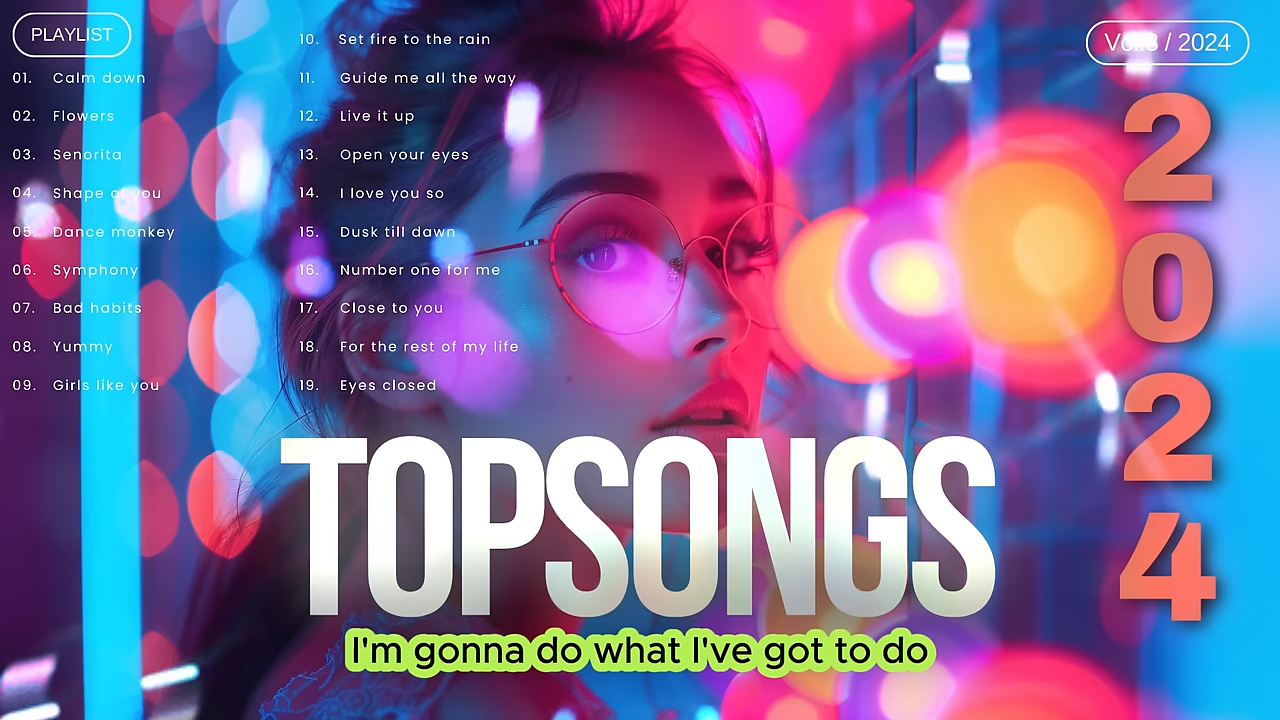 PLAYLIST
01. Calm down
02. Flowers
03. Senorita
04. Shape of you
05. Dance monkey
06. Symphony
07. Bad habits
08. Yummy
09. Girls like you
10. Set fire to the rain
11. Guide me all the way
12. Live it up
13. Open your eyes
14. I love you so
15. Dusk till dawn
16. Number one for me
17. Close to you
18. For the rest of my life
19. Eyes closed
Vol.3 / 2024
2024
TOPSONGS
I'm gonna do what I've got to do